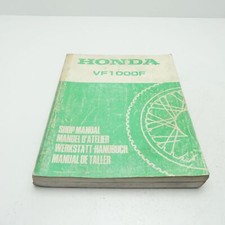 HONDA
VF1000F
SHOP MANUAL
MANUEL D'ATELIER
WERKSTATT-HANDBUCH
MANUAL DE TALLER